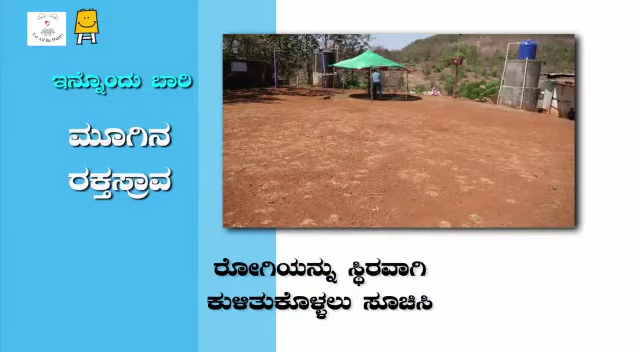 ಇನ್ನೊಂದು ಬಾರಿ
ಮೂಗಿನ
ರಕ್ತಸ್ರಾವ
ರೋಗಿಯನ್ನು ಸ್ಥಿರವಾಗಿ
ಕುಳಿತುಕೊಳ್ಳಲು ಸೂಚಿಸಿ